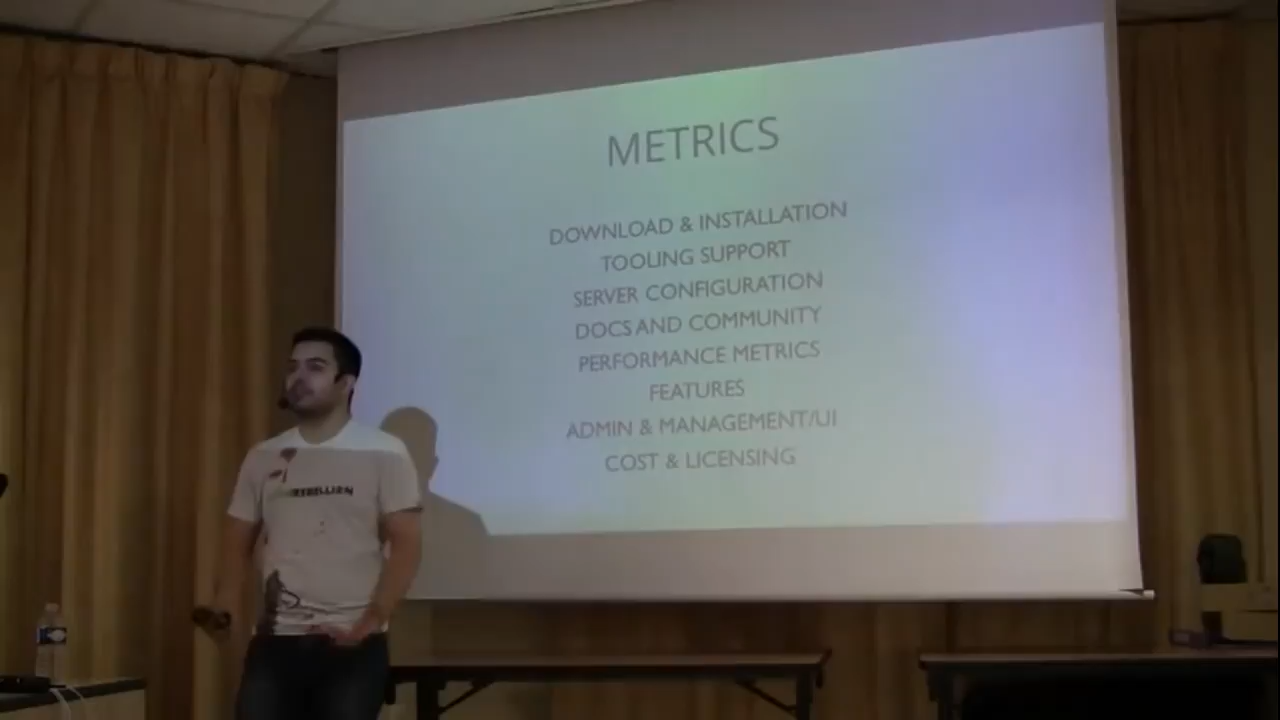 METRICS
DOWNLOAD & INSTALLATION
TOOLING SUPPORT
SERVER CONFIGURATION
DOCS AND COMMUNITY
PERFORMANCE METRICS
FEATURES
ADMIN & MANAGEMENT/UI
COST & LICENSING